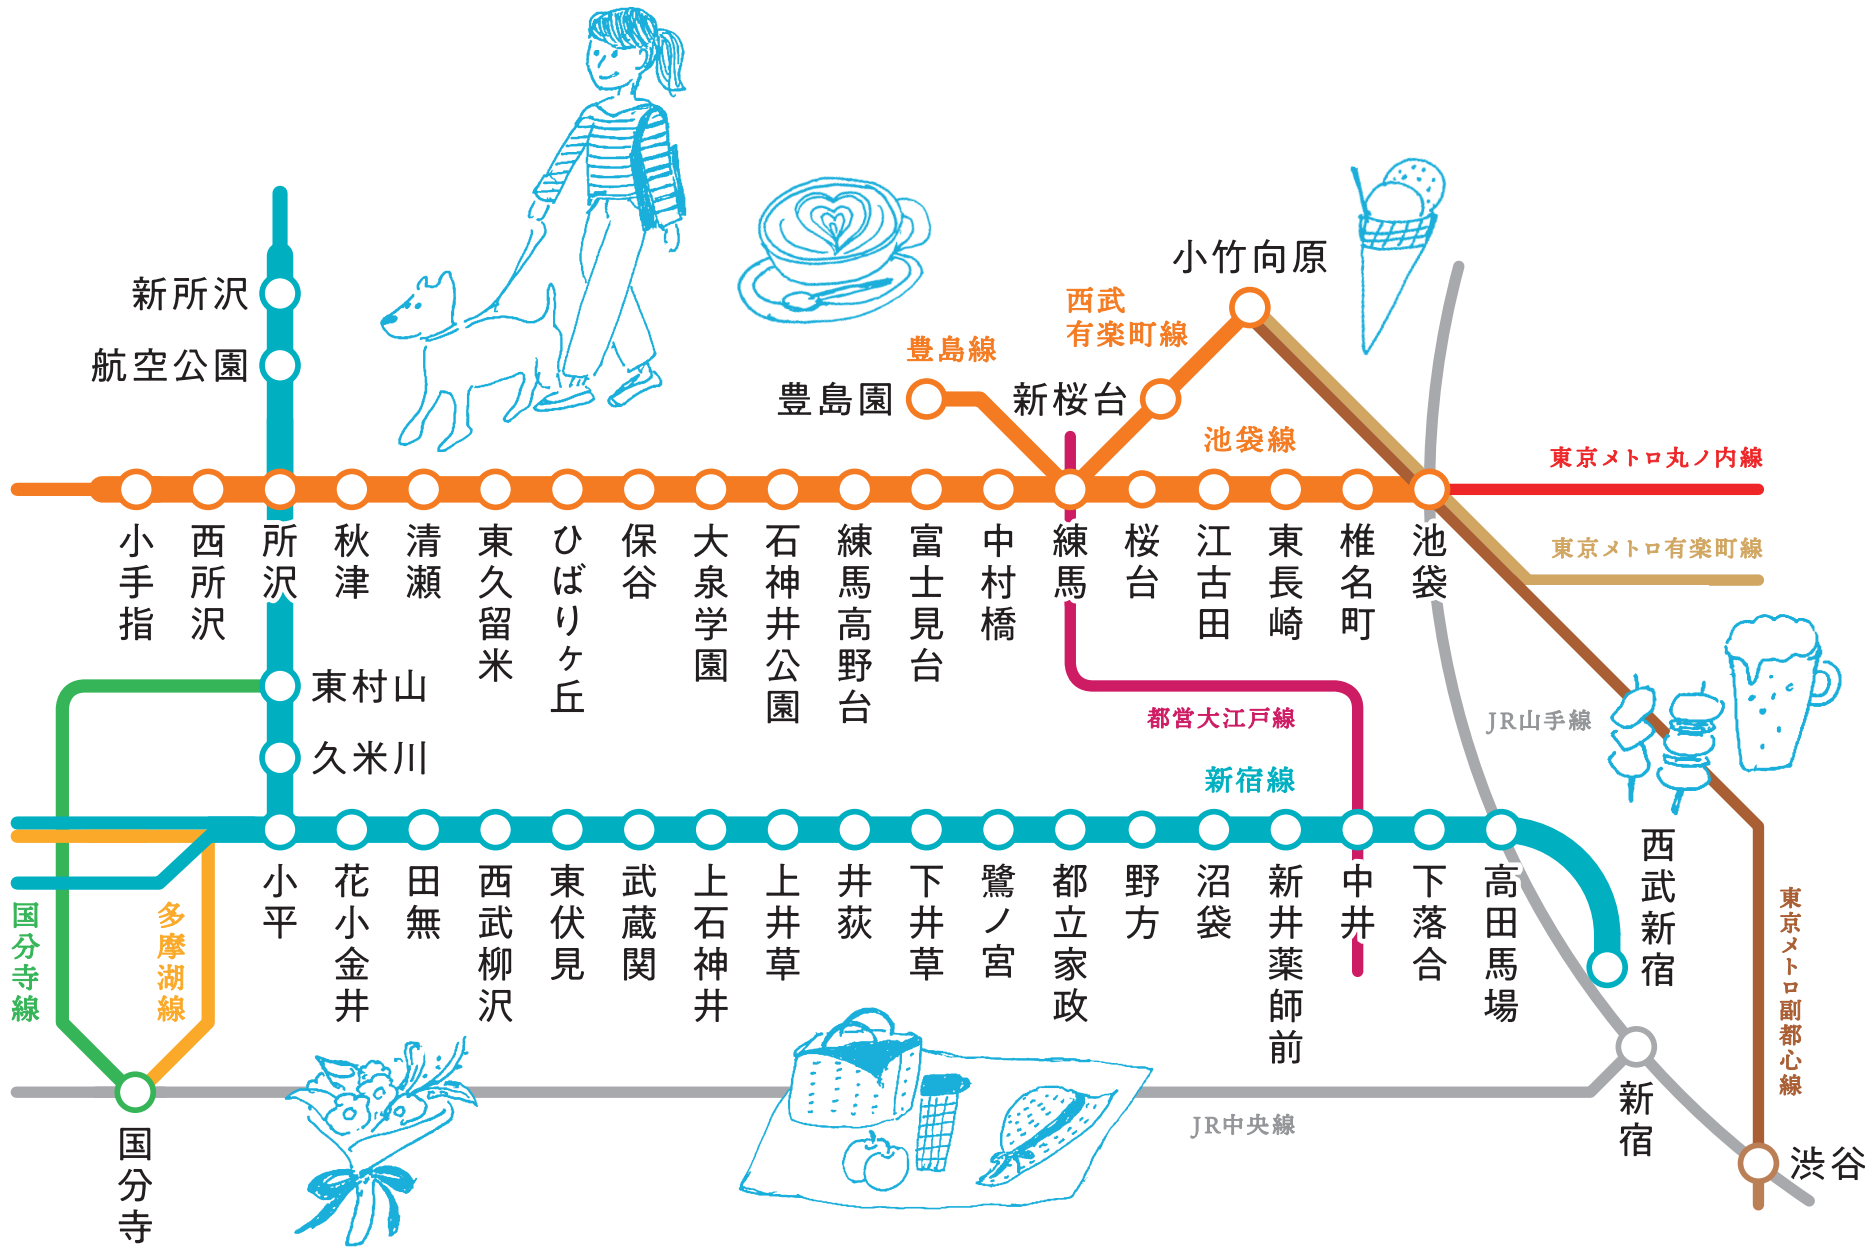 小竹向原
新所沢
西武
有楽町線
豊島線
航空公園
豊島園
新桜台
池袋線
東京メトロ丸ノ内線
小手指
西所沢
所沢
秋津
清瀬
東久留米
ひばりヶ丘
保谷
大泉学園
石神井公園
練馬高野台
富士見台
中村橋
練馬
桜台
江古田
東長崎
椎名町
池袋
東京メトロ有楽町線
東村山
都営大江戸線
JR山手線
久米川
新宿線
小平
花小金井
田無
西武柳沢
東伏見
武蔵関
上石神井
上井草
井荻
下井草
鷺ノ宮
都立家政
野方
沼袋
新井薬師前
中井
下落合
高田馬場
西武新宿
国分寺線
多摩湖線
東京メトロ副都心線
国分寺
JR中央線
新宿
渋谷